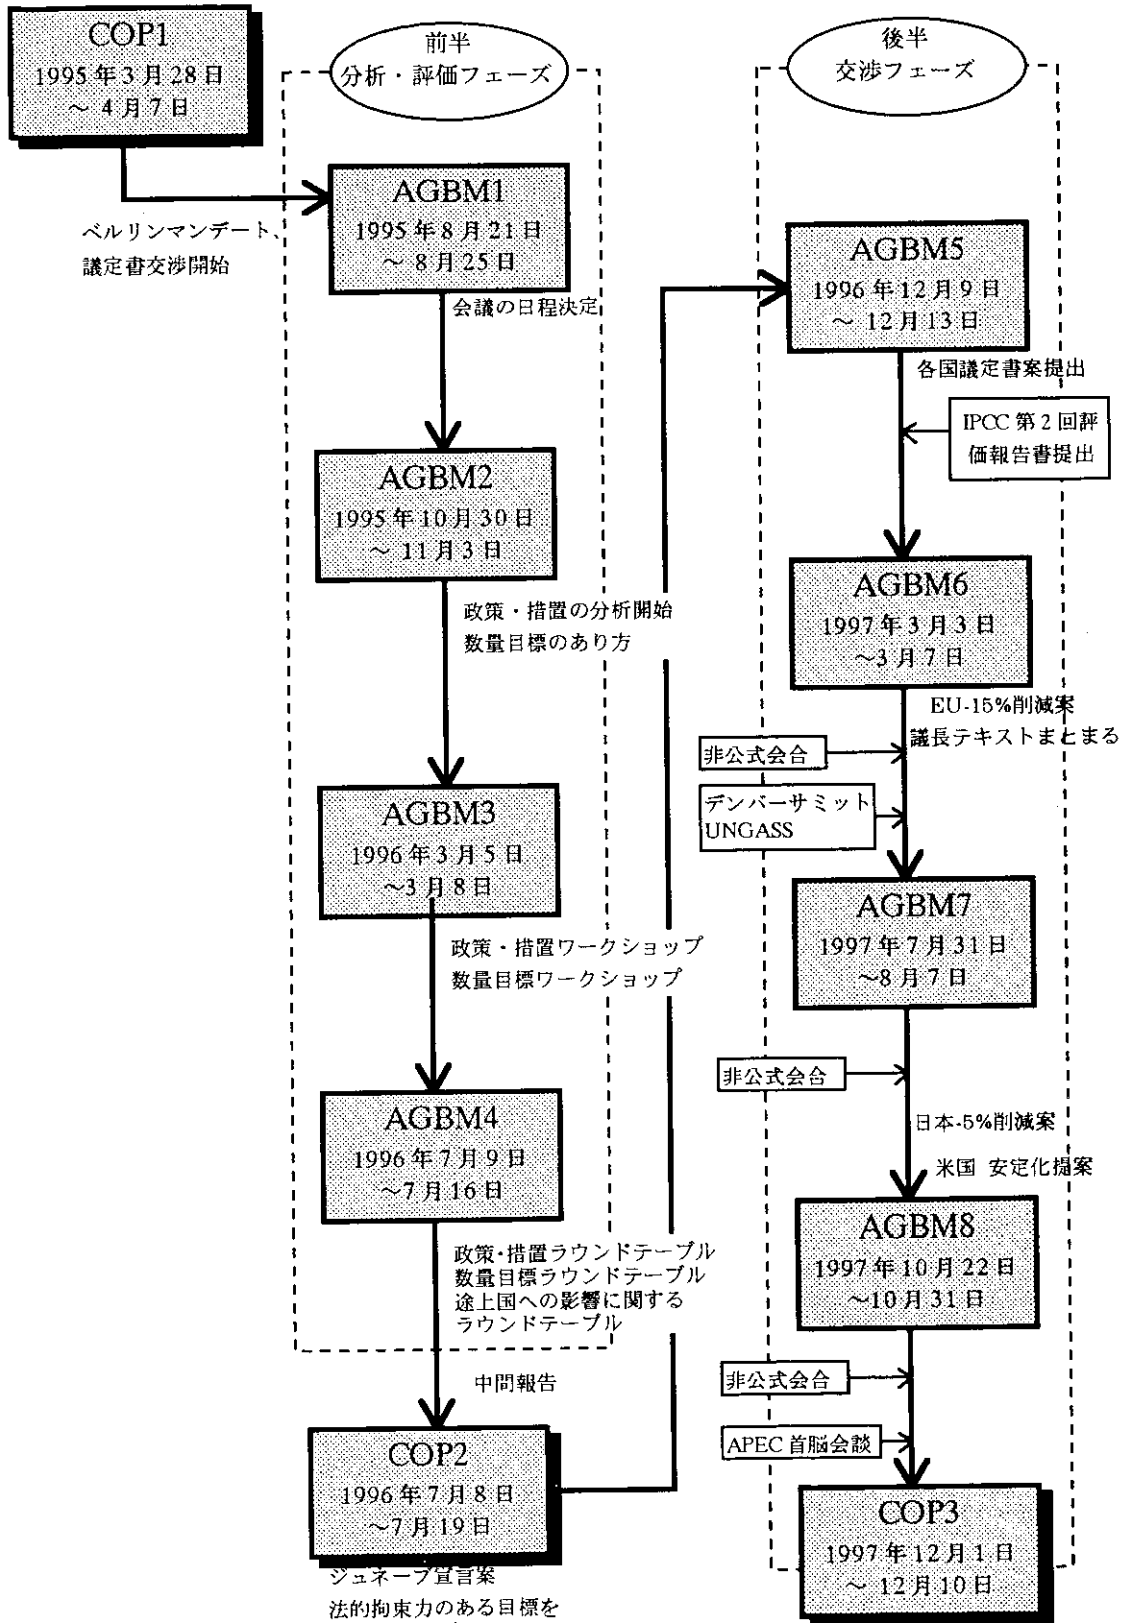 COP1
1995年3月28日
～ 4月7日
ベルリンマンデート、
議定書交渉開始
前半
分析・評価フェーズ
AGBM1
1995年8月21日
～ 8月25日
会議の日程決定
AGBM2
1995年10月30日
～ 11月3日
政策・措置の分析開始
数量目標のあり方
AGBM3
1996年3月5日
～3月8日
政策・措置ワークショップ
数量目標ワークショップ
AGBM4
1996年7月9日
～7月16日
政策・措置ラウンドテーブル
数量目標ラウンドテーブル
途上国への影響に関する
ラウンドテーブル
中間報告
COP2
1996年7月8日
～7月19日
ジュネーブ宣言案
法的拘束力のある目標を
後半
交渉フェーズ
AGBM5
1996年12月9日
～ 12月13日
各国議定書案提出
IPCC 第2回評
価報告書提出
AGBM6
1997年3月3日
～3月7日
EU-15%削減案
議長テキストまとまる
非公式会合
デンバーサミット
UNGASS
AGBM7
1997年7月31日
～8月7日
非公式会合
日本-5%削減案
米国 安定化提案
AGBM8
1997年10月22日
～10月31日
非公式会合
APEC 首脳会談
COP3
1997年12月1日
～ 12月10日